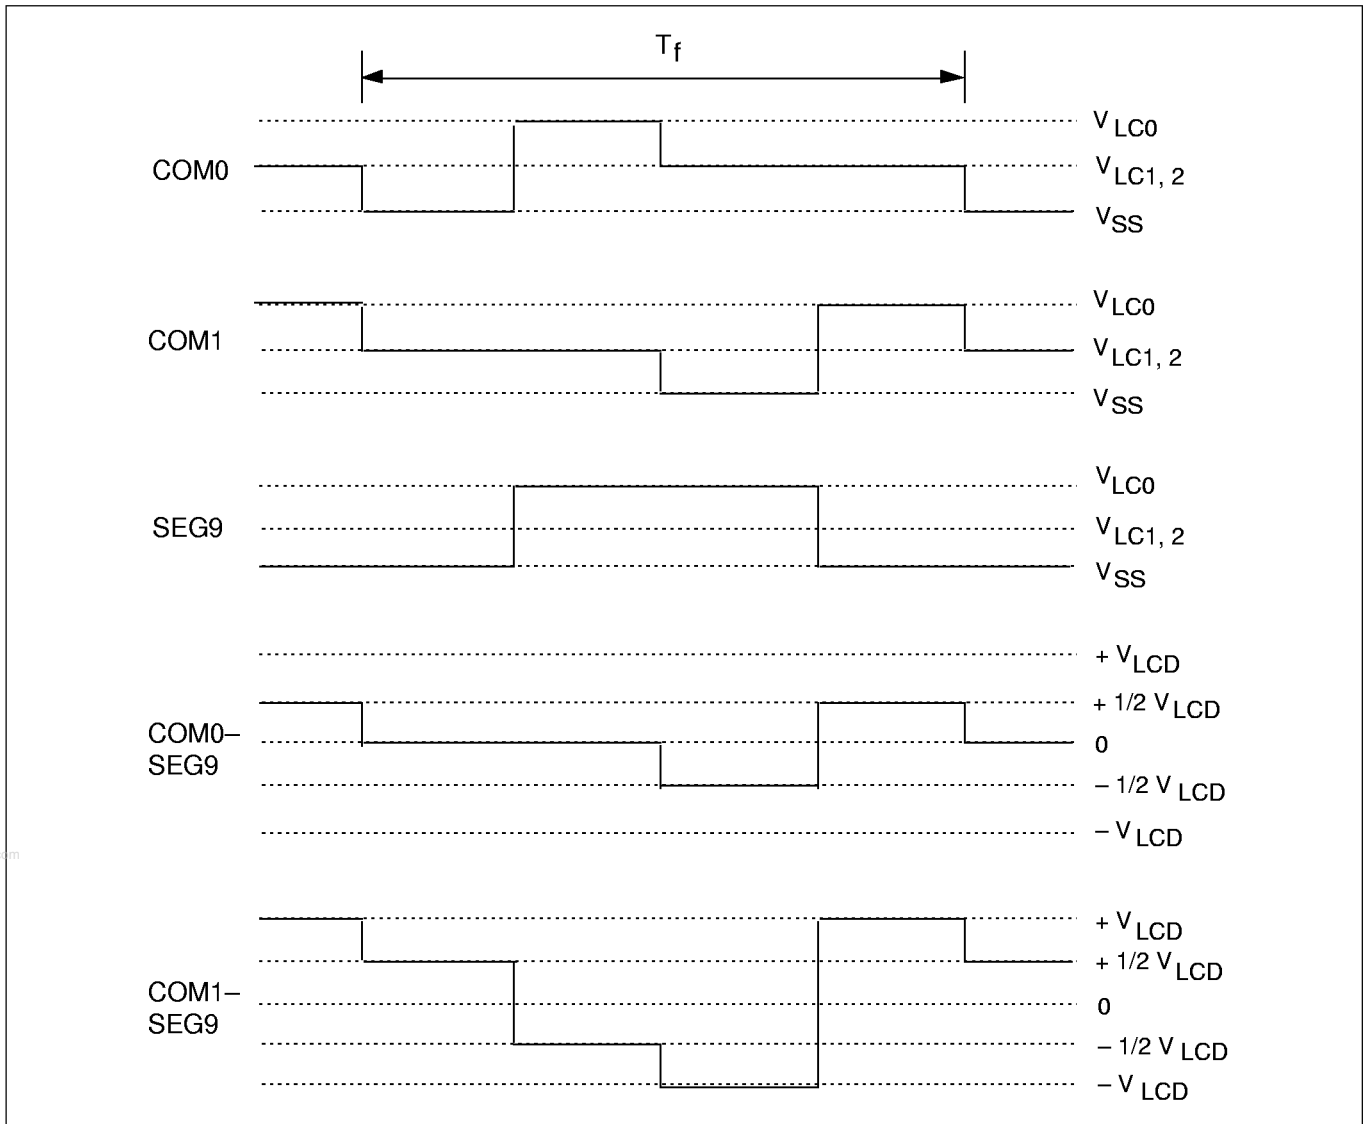 Tf
COM0
VLC0
VLC1, 2
VSS
COM1
VLC0
VLC1, 2
VSS
SEG9
VLC0
VLC1, 2
VSS
COM0–
SEG9
+ VLCD
+ 1/2 VLCD
0
– 1/2 VLCD
– VLCD
com
COM1–
SEG9
+ VLCD
+ 1/2 VLCD
0
– 1/2 VLCD
– VLCD